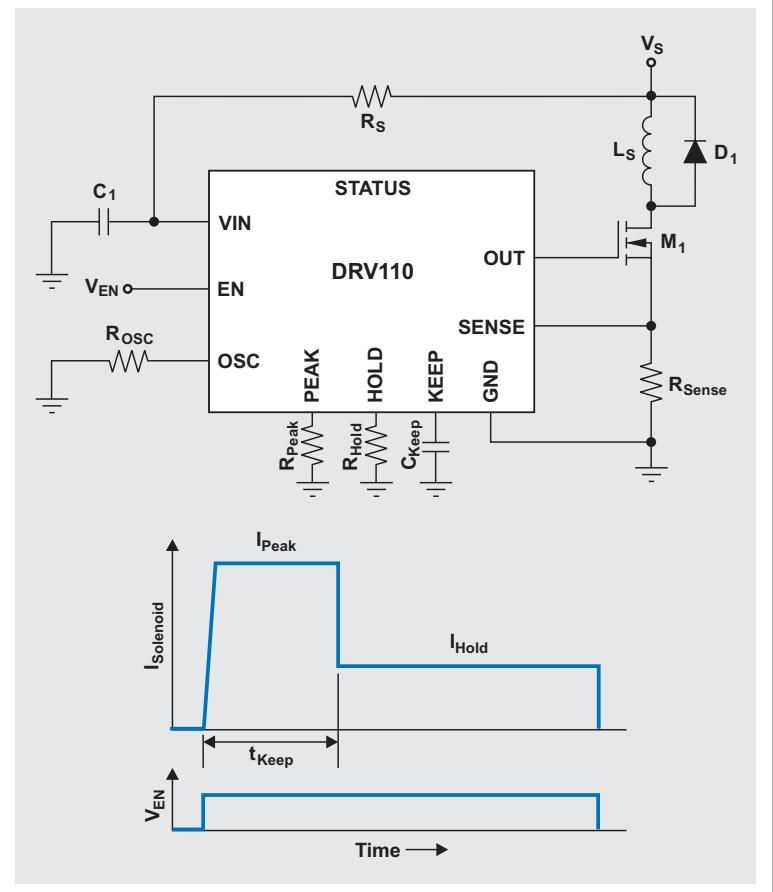 VS
RS
LS
D1
C1
STATUS
VIN
M1
OUT
DRV110
VEN
EN
SENSE
ROSC
OSC
PEAK
HOLD
KEEP
GND
RSense
RPeak
RHold
CKeep
IPeak
ISolenoid
IHold
tKeep
VEN
Time